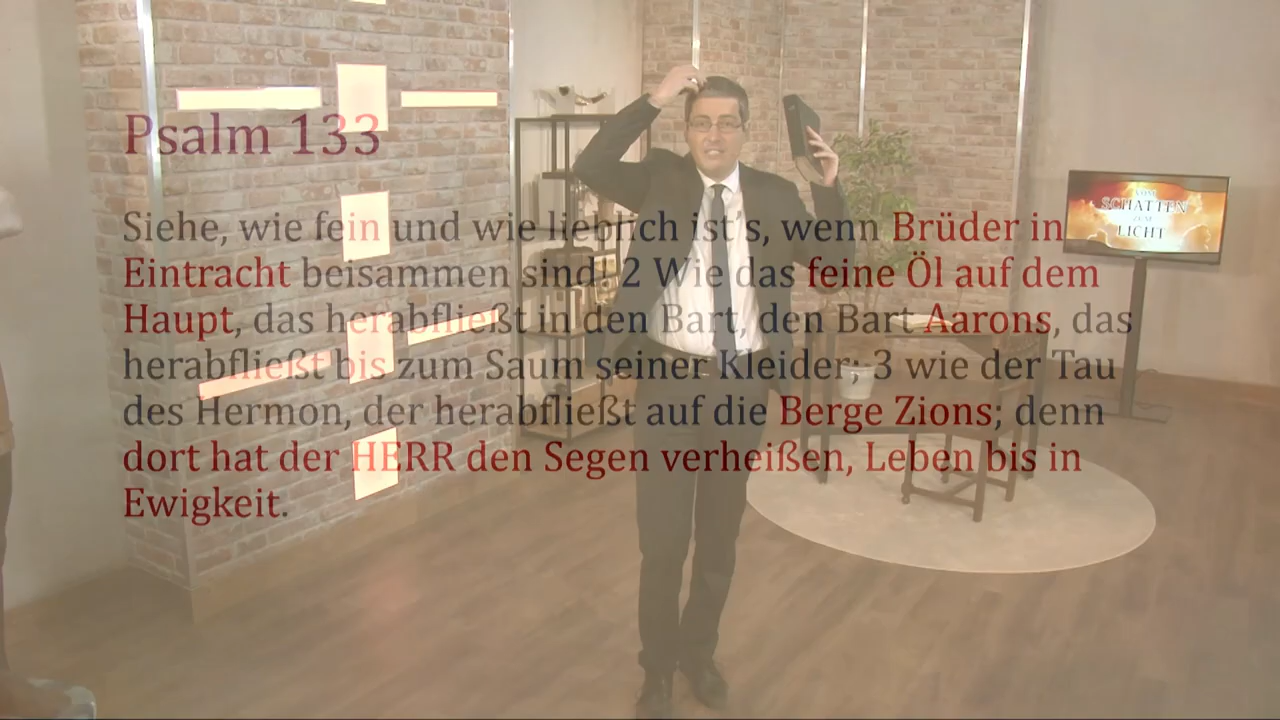 Psalm 133
Siehe, wie fein und wie lieblich ist's, wenn Brüder in
Eintracht beisammen sind! 2 Wie das feine Öl auf dem
Haupt, das herabfließt in den Bart, den Bart Aarons, das
herabfließt bis zum Saum seiner Kleider; 3 wie der Tau
des Hermon, der herabfließt auf die Berge Zions; denn
dort hat der HERR den Segen verheißen, Leben bis in
Ewigkeit.
VOM
SCHATTEN
ZUM
LICHT